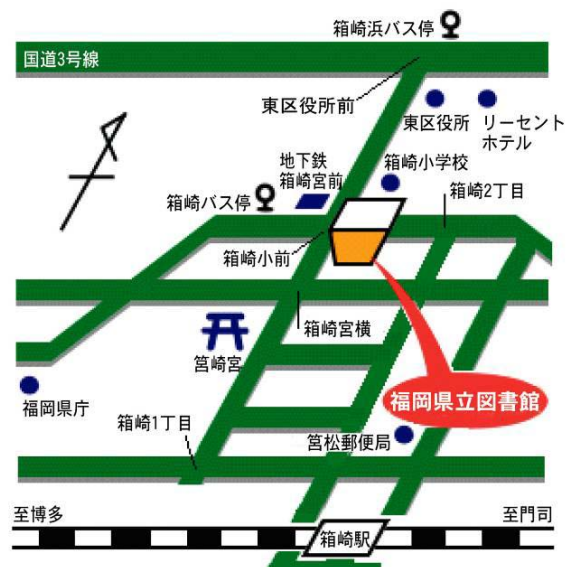 箱崎浜バス停
国道3号線
東区役所前
東区役所
リーセント
ホテル
地下鉄
箱崎宮前
箱崎小学校
箱崎バス停
箱崎2丁目
箱崎小前
箱崎宮横
筥崎宮
福岡県庁
福岡県立図書館
箱崎1丁目
筥松郵便局
至博多
至門司
箱崎駅